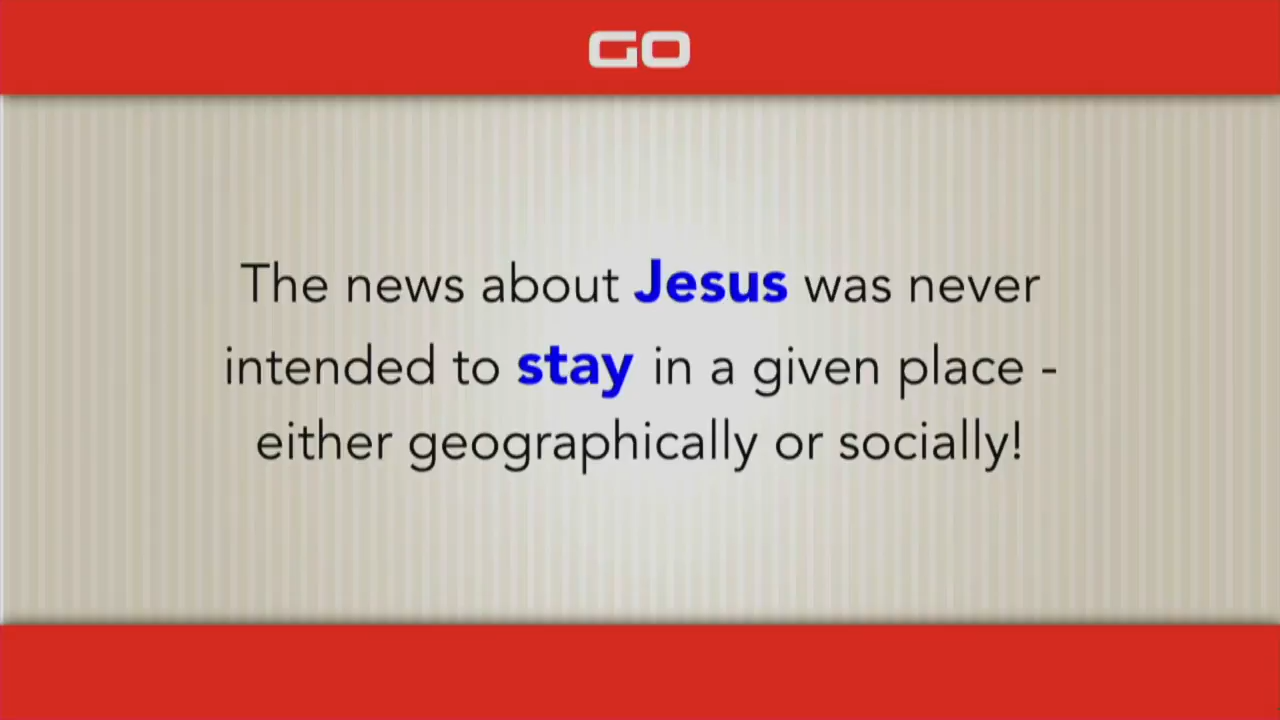 GO
The news about Jesus was never
intended to stay in a given place -
either geographically or socially!